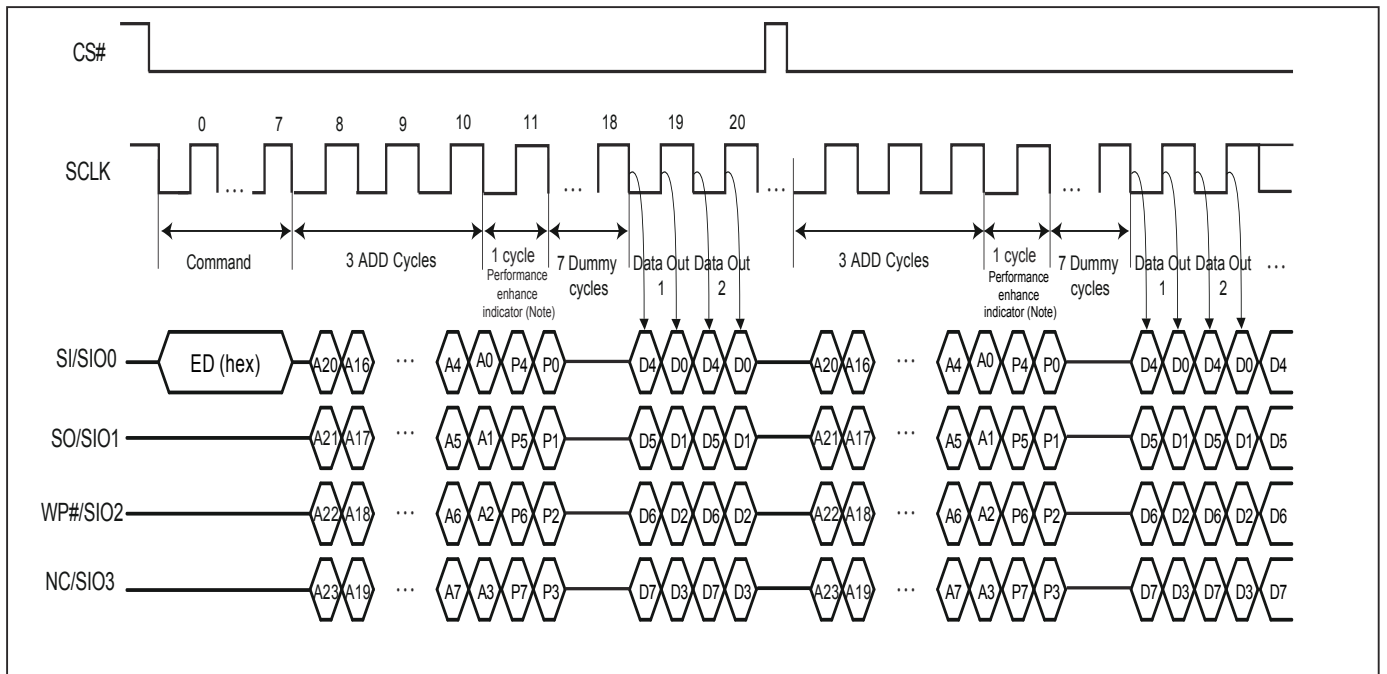 CS#
0 7 8 9 10 11 18 19 20
SCLK
... ... ... ...
Command
3 ADD Cycles
1 cycle
Performance
enhance
indicator (Note)
7 Dummy
cycles
Data Out
1
Data Out
2
3 ADD Cycles
1 cycle
Performance
enhance
indicator (Note)
7 Dummy
cycles
Data Out
1
Data Out
2
...
SI/SIO0 ED (hex) A20 A16 ... A4 A0 P4 P0 D4 D0 D4 D0 A20 A16 ... A4 A0 P4 P0 D4 D0 D4 D0 D4
SO/SIO1 A21 A17 ... A5 A1 P5 P1 D5 D1 D5 D1 A21 A17 ... A5 A1 P5 P1 D5 D1 D5 D1 D5
WP#/SIO2 A22 A18 ... A6 A2 P6 P2 D6 D2 D6 D2 A22 A18 ... A6 A2 P6 P2 D6 D2 D6 D2 D6
NC/SIO3 A23 A19 ... A7 A3 P7 P3 D7 D3 D7 D3 A23 A19 ... A7 A3 P7 P3 D7 D3 D7 D3 D7